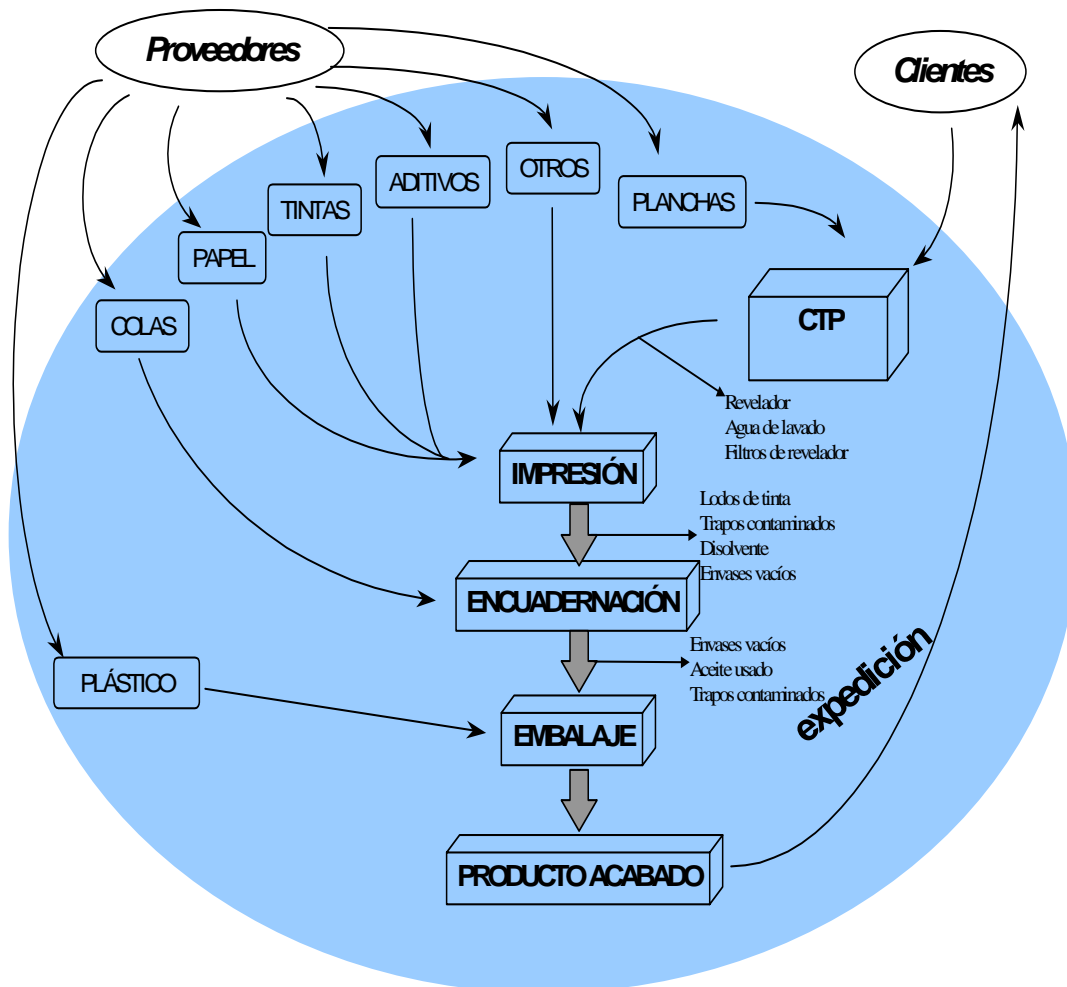 Proveedores
Clientes
OTROS
ADITIVOS
PLANCHAS
TINTAS
PAPEL
COLAS
CTP
Revelador
Agua de lavado
Filtros de revelador
IMPRESIÓN
Lodos de tinta
Trapos contaminados
Disolvente
Envases vacíos
ENCUADERNACIÓN
Envases vacíos
Aceite usado
Trapos contaminados
expedición
PLÁSTICO
EMBALAJE
PRODUCTO ACABADO